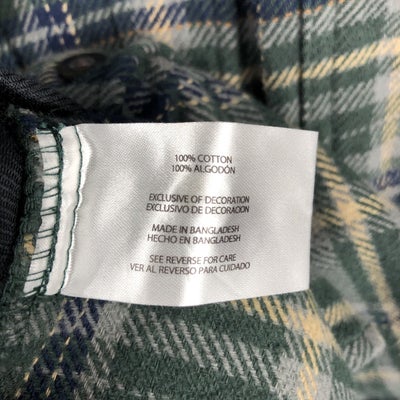 100% COTTON
100% ALGODÓN
EXCLUSIVE OF DECORATION
EXCLUSIVO DE DECORACION
MADE IN BANGLADESH
HECHO EN BANGLADESH
SEE REVERSE FOR CARE
VER AL REVERSO PARA CUIDADO